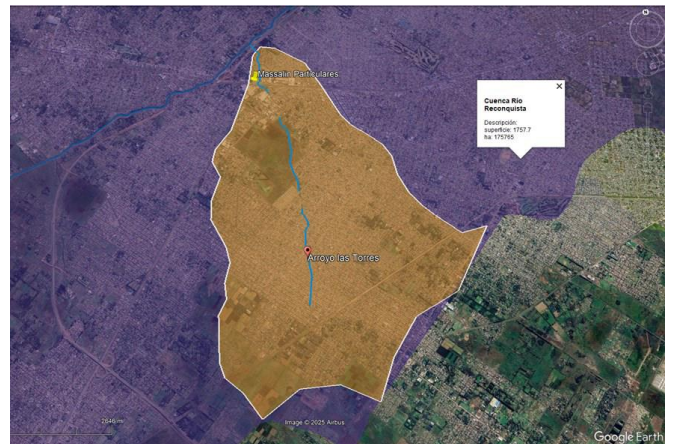 N
Massalin Particulares
Cuenca Río
Reconquista
Descripción:
superficie: 1757.7
ha: 175765
Arroyo las Torres
2646 m
Image © 2025 Airbus
Google Earth